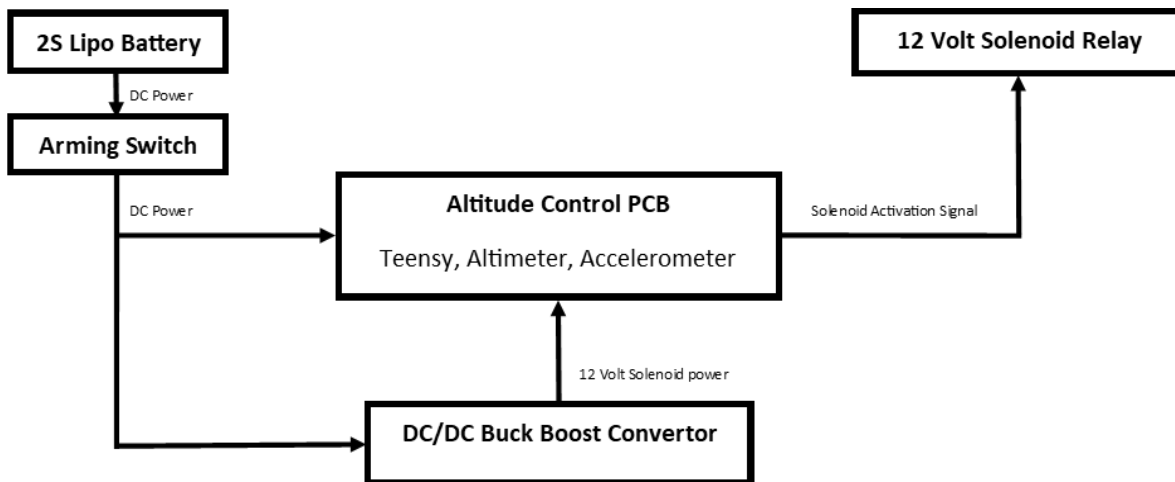 2S Lipo Battery
12 Volt Solenoid Relay
DC Power
Arming Switch
DC Power
Altitude Control PCB
Teensy, Altimeter, Accelerometer
Solenoid Activation Signal
12 Volt Solenoid power
DC/DC Buck Boost Convertor